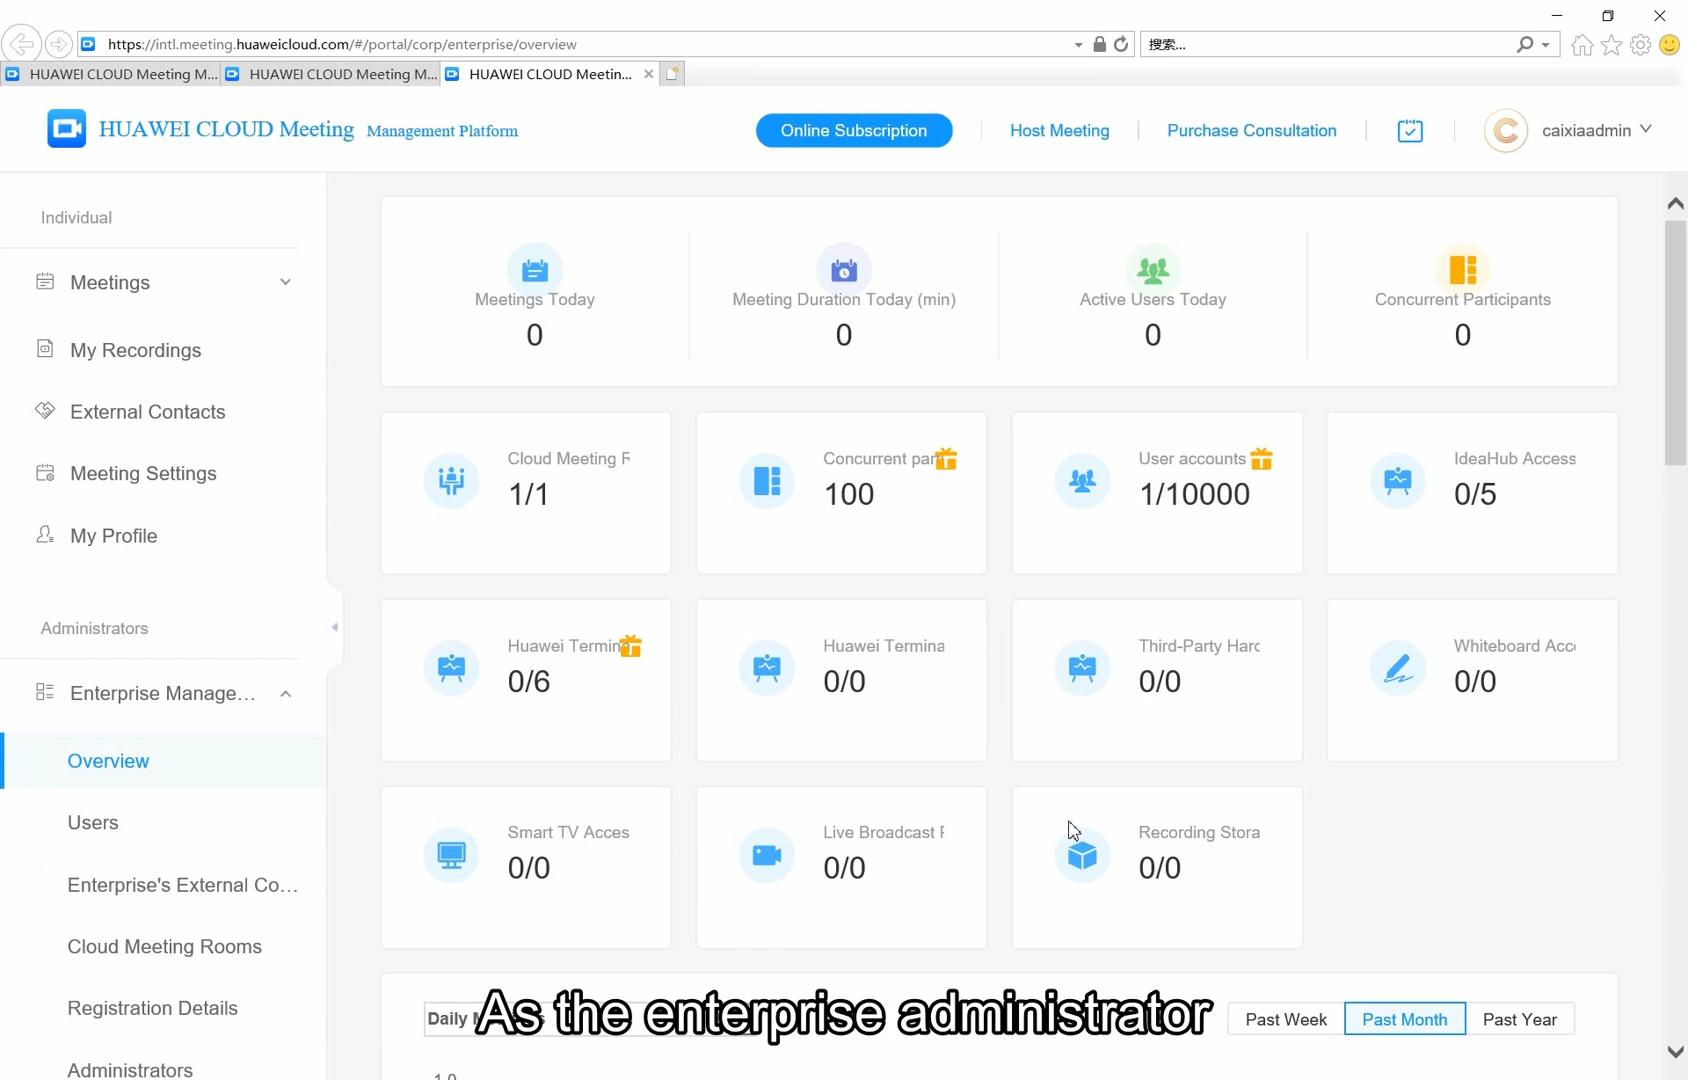 https://intl.meeting.huaweicloud.com/#/portal/corp/enterprise/overview
搜索...
HUAWEI CLOUD Meeting M...
HUAWEI CLOUD Meeting M...
HUAWEI CLOUD Meetin...
HUAWEI CLOUD Meeting Management Platform
Online Subscription
Host Meeting
Purchase Consultation
caixiaadmin
Individual
Meetings
My Recordings
External Contacts
Meeting Settings
My Profile
Administrators
Enterprise Manage...
Overview
Users
Enterprise's External Co...
Cloud Meeting Rooms
Registration Details
Administrators
Meetings Today
0
Meeting Duration Today (min)
0
Active Users Today
0
Concurrent Participants
0
Cloud Meeting R
1/1
Concurrent part
100
User accounts
1/10000
IdeaHub Access
0/5
Huawei Termin
0/6
Huawei Termina
0/0
Third-Party Hard
0/0
Whiteboard Acce
0/0
Smart TV Acces
0/0
Live Broadcast
0/0
Recording Stora
0/0
Daily
Past Week
Past Month
Past Year
1.0
As the enterprise administrator